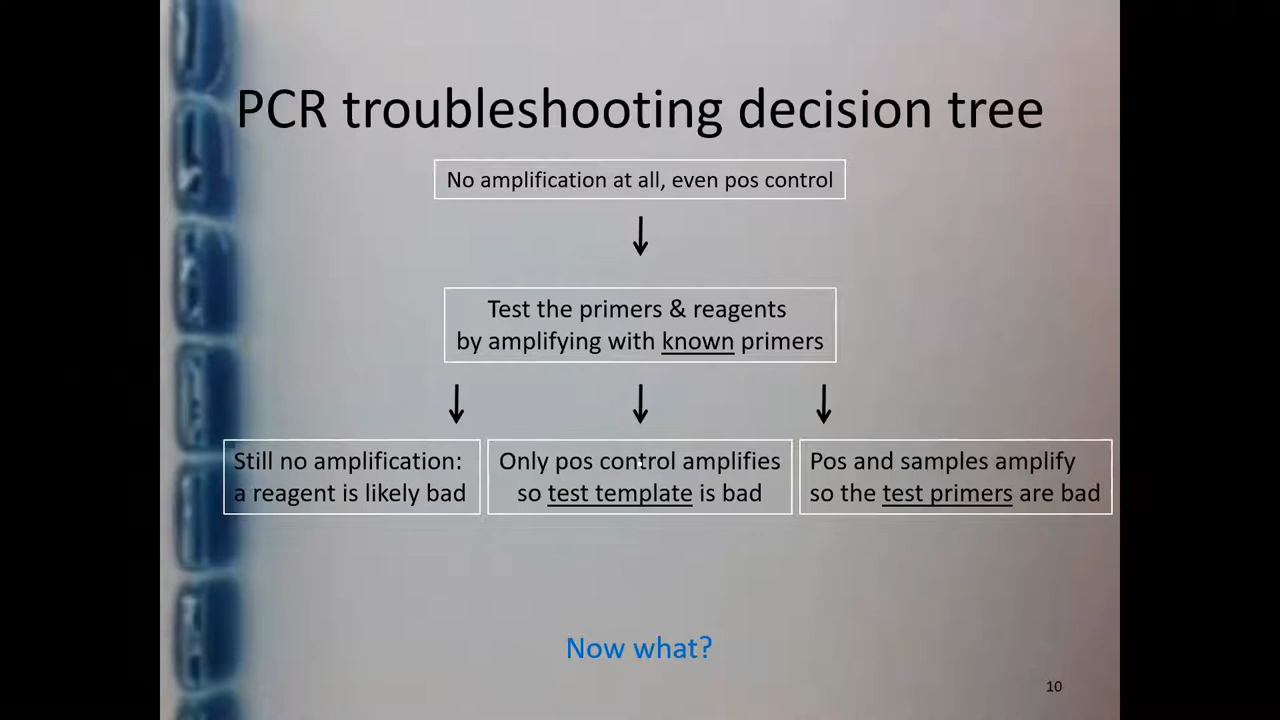 PCR troubleshooting decision tree
No amplification at all, even pos control
Test the primers & reagents
by amplifying with known primers
Still no amplification:
a reagent is likely bad
Only pos control amplifies
so test template is bad
Pos and samples amplify
so the test primers are bad
Now what?
10